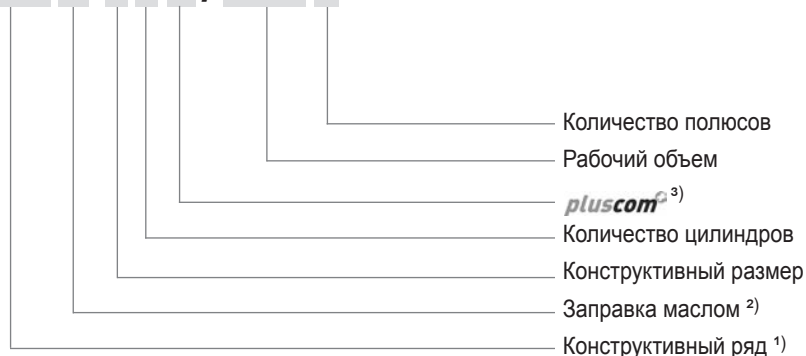 Количество полюсов
Рабочий объем
pluscom ³)
Количество цилиндров
Конструктивный размер
Заправка маслом ²)
Конструктивный ряд ¹)